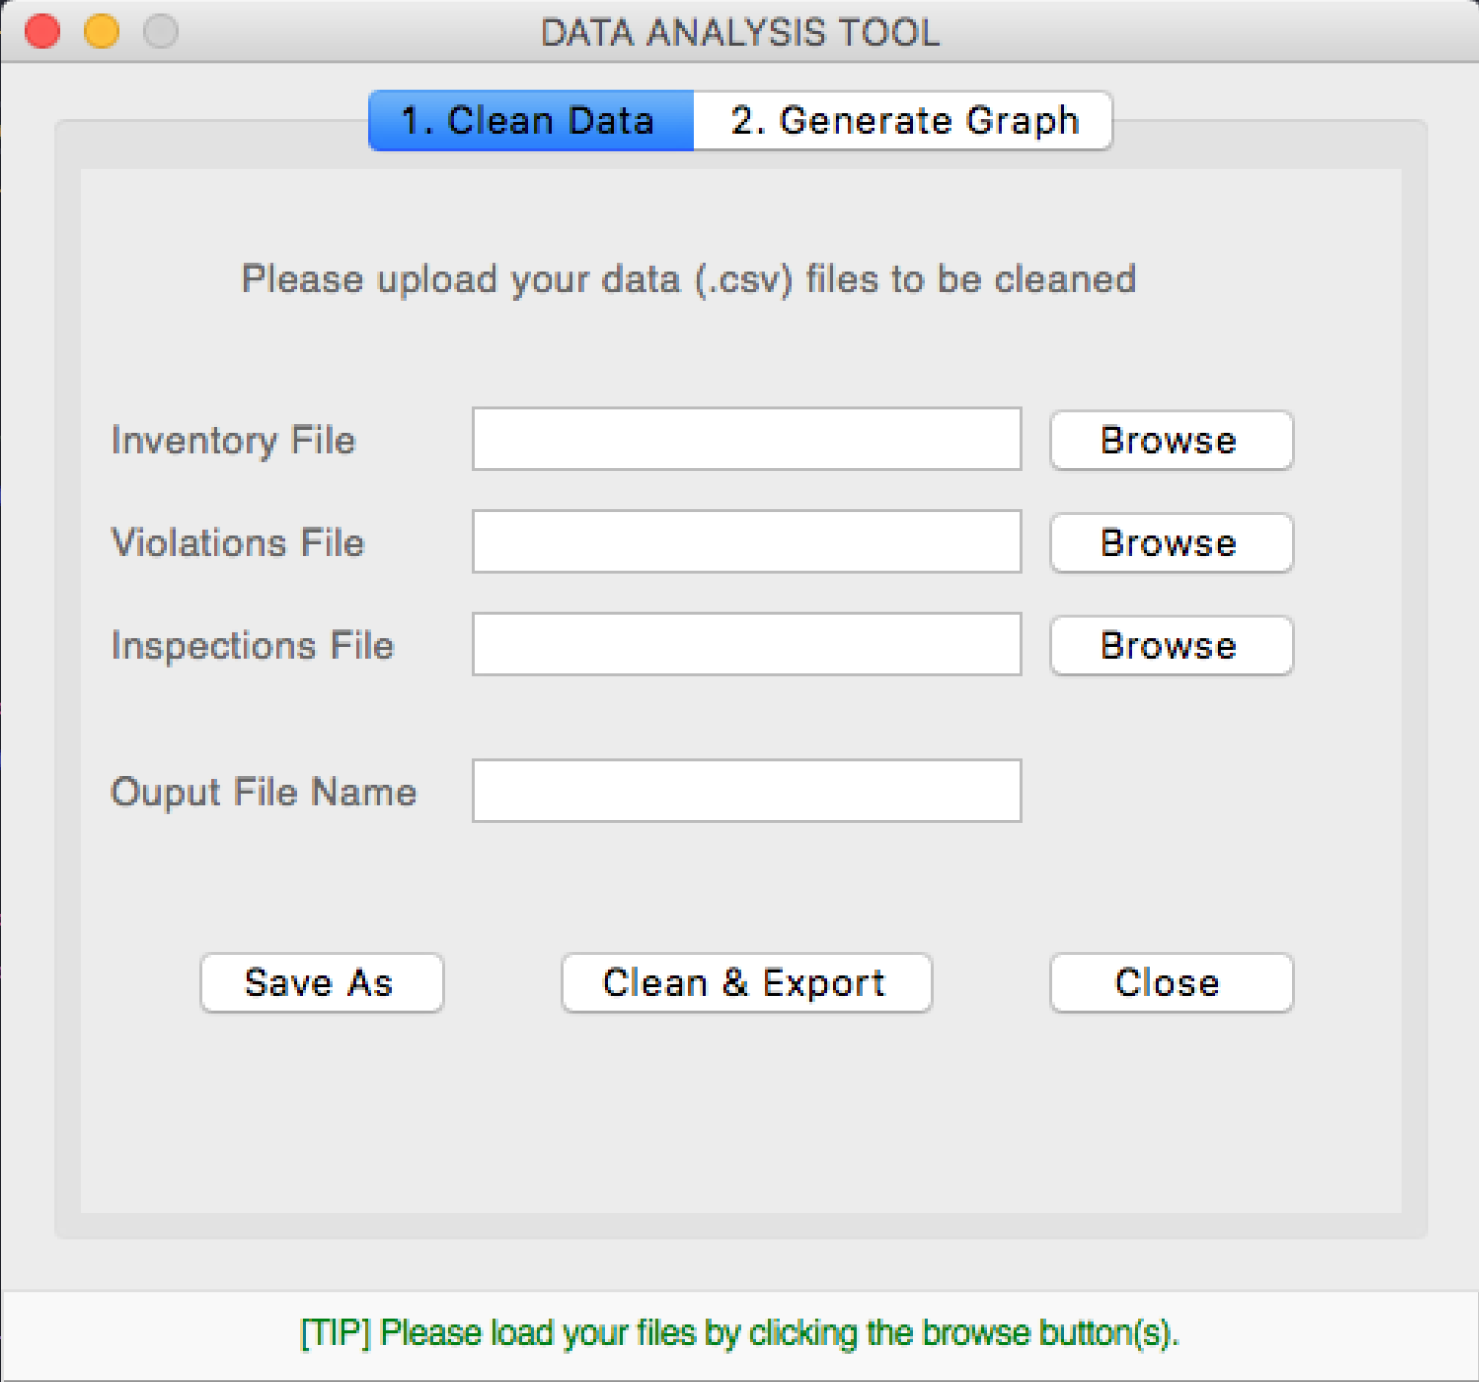 DATA ANALYSIS TOOL
1. Clean Data 2. Generate Graph
Please upload your data (.csv) files to be cleaned
Inventory File Browse
Violations File Browse
Inspections File Browse
Ouput File Name
Save As Clean & Export Close
[TIP] Please load your files by clicking the browse button(s).